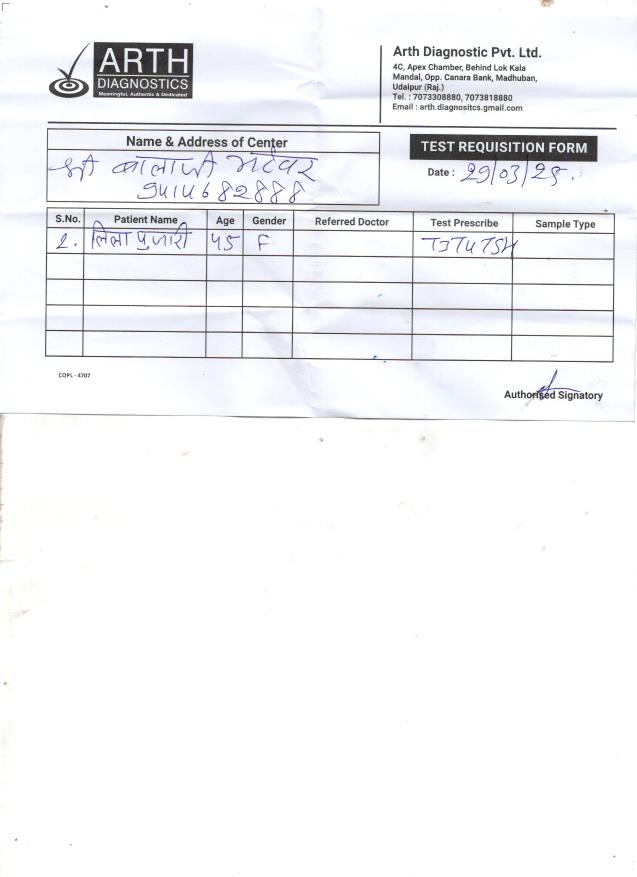 ARTH
DIAGNOSTICS
Meaningful, Authentic & Dedicated
Arth Diagnostic Pvt. Ltd.
4C, Apex Chamber, Behind Lok Kala
Mandal, Opp. Canara Bank, Madhuban,
Udaipur (Raj.)
Tel. : 7073308880, 7073818880
Email : arth.diagnositcs.gmail.com
Name & Address of Center
श्री बालाजी भटेवर
9414682888
TEST REQUISITION FORM
Date : 29/03/25.
S.No. Patient Name Age Gender Referred Doctor Test Prescribe Sample Type
1. लिला पुजारी 45 F T3T4TSH
COPL - 4707
Authorised Signatory